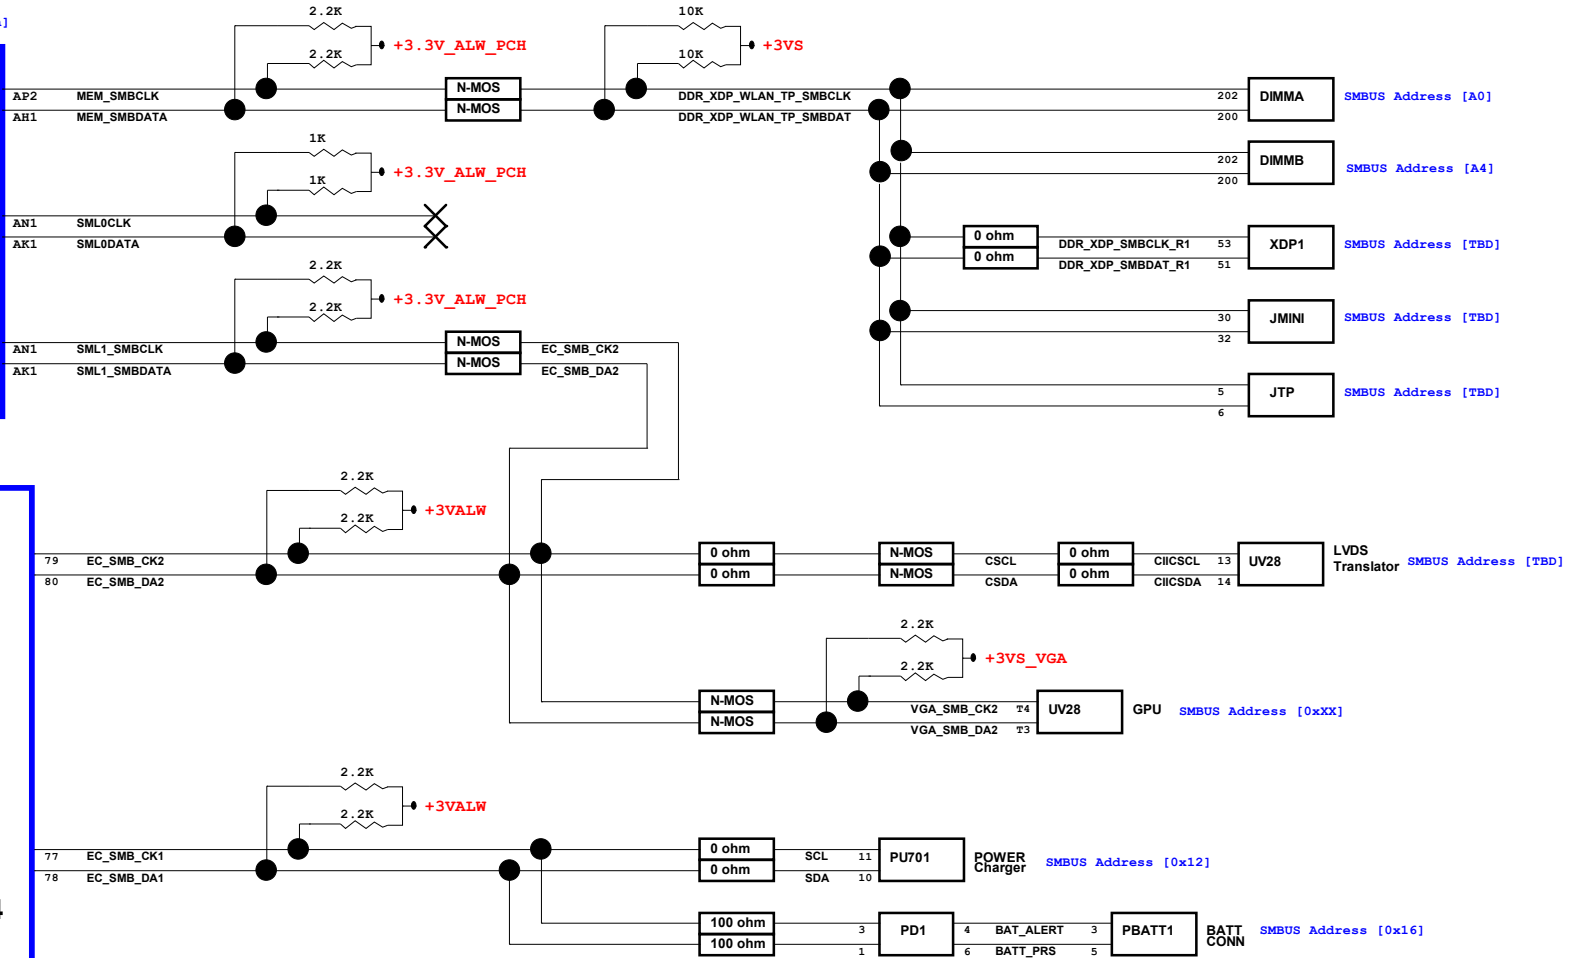 ]
2.2K
2.2K
+3.3V_ALW_PCH
10K
10K
+3VS
AP2 MEM_SMBCLK
AH1 MEM_SMBDATA
N-MOS
N-MOS
DDR_XDP_WLAN_TP_SMBCLK
DDR_XDP_WLAN_TP_SMBDAT
202
200
DIMMA
SMBUS Address [A0]
1K
1K
+3.3V_ALW_PCH
202
200
DIMMB
SMBUS Address [A4]
AN1 SML0CLK
AK1 SML0DATA
0 ohm
0 ohm
DDR_XDP_SMBCLK_R1 53
DDR_XDP_SMBDAT_R1 51
XDP1
SMBUS Address [TBD]
2.2K
2.2K
+3.3V_ALW_PCH
30
32
JMINI
SMBUS Address [TBD]
AN1 SML1_SMBCLK
AK1 SML1_SMBDATA
N-MOS
N-MOS
EC_SMB_CK2
EC_SMB_DA2
5
6
JTP
SMBUS Address [TBD]
2.2K
2.2K
+3VALW
79 EC_SMB_CK2
80 EC_SMB_DA2
0 ohm
0 ohm
N-MOS
N-MOS
CSCL
CSDA
0 ohm
0 ohm
CIICSCL 13
CIICSDA 14
UV28
LVDS
Translator
SMBUS Address [TBD]
2.2K
2.2K
+3VS_VGA
N-MOS
N-MOS
VGA_SMB_CK2 T4
VGA_SMB_DA2 T3
UV28
GPU
SMBUS Address [0xXX]
2.2K
2.2K
+3VALW
77 EC_SMB_CK1
78 EC_SMB_DA1
0 ohm
0 ohm
SCL 11
SDA 10
PU701
POWER
Charger
SMBUS Address [0x12]
100 ohm
100 ohm
3
1
PD1
4 BAT_ALERT 3
6 BATT_PRS 5
PBATT1
BATT
CONN
SMBUS Address [0x16]